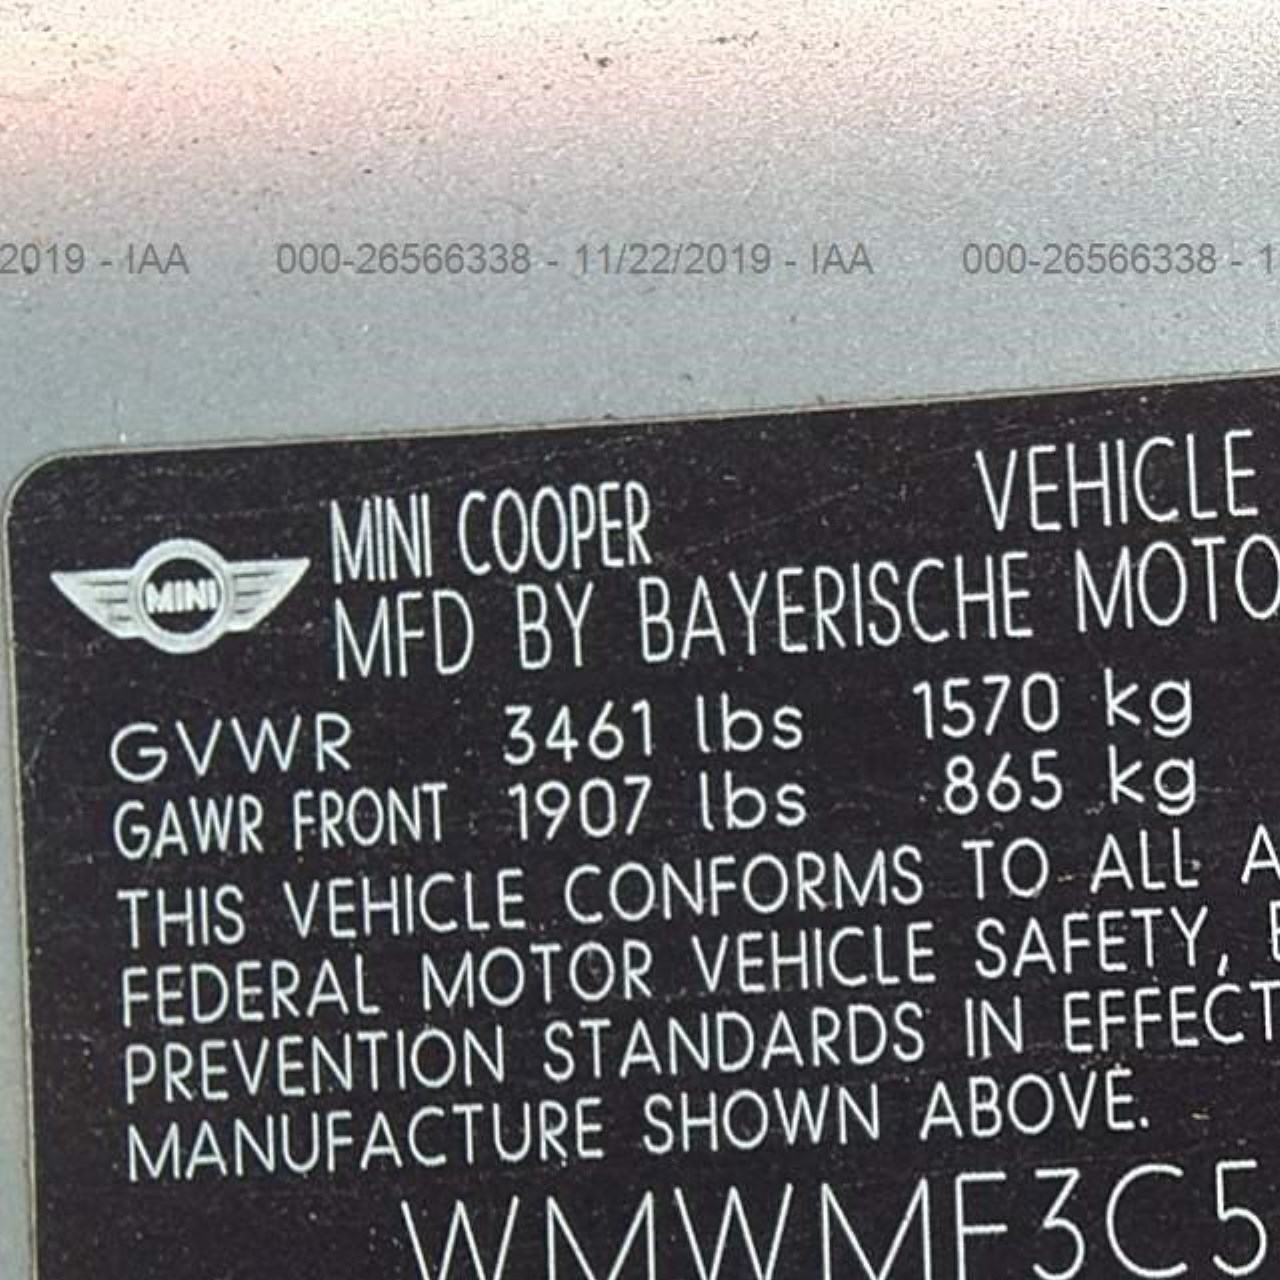 2019 - IAA 000-26566338 - 11/22/2019 - IAA 000-26566338 - 1
VEHICLE
MINI COOPER
MINI
MFD BY BAYERISCHE MOTO
GVWR 3461 lbs 1570 kg
GAWR FRONT 1907 lbs 865 kg
THIS VEHICLE CONFORMS TO ALL A
FEDERAL MOTOR VEHICLE SAFETY, B
PREVENTION STANDARDS IN EFFECT
MANUFACTURE SHOWN ABOVE.
WMWMF3C5